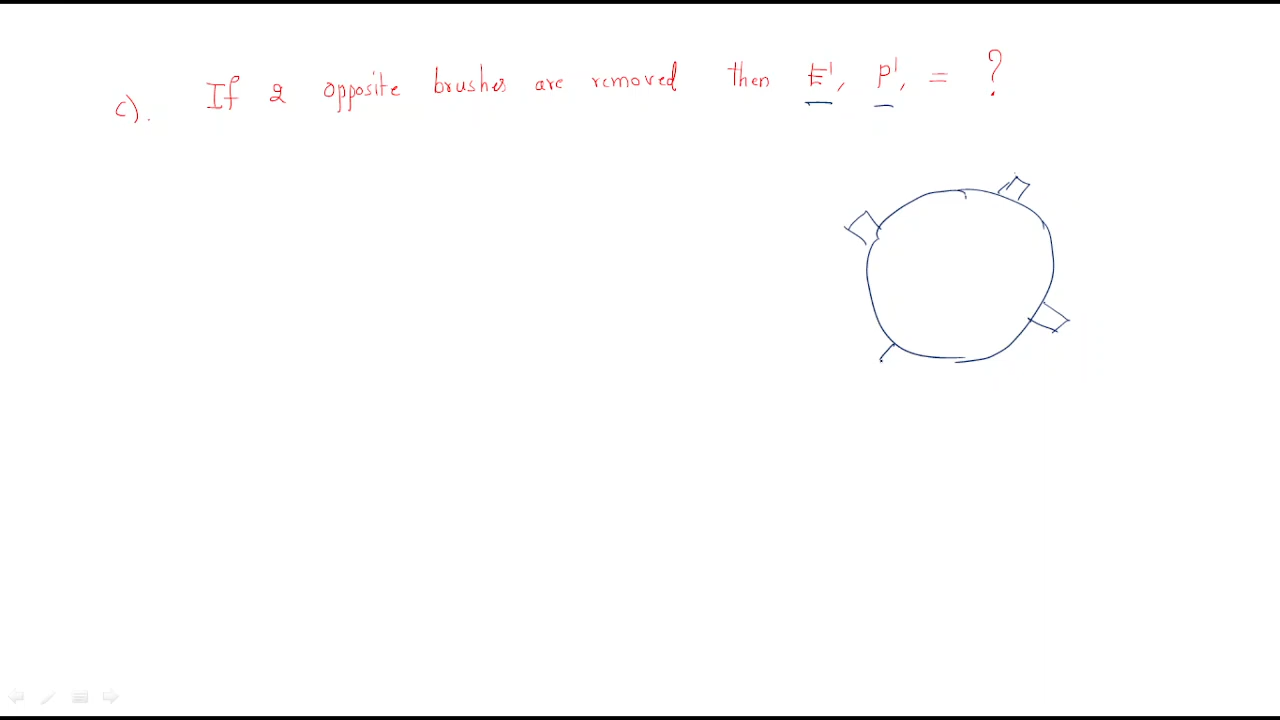 c). If 2 opposite brushes are removed then E', P', = ?